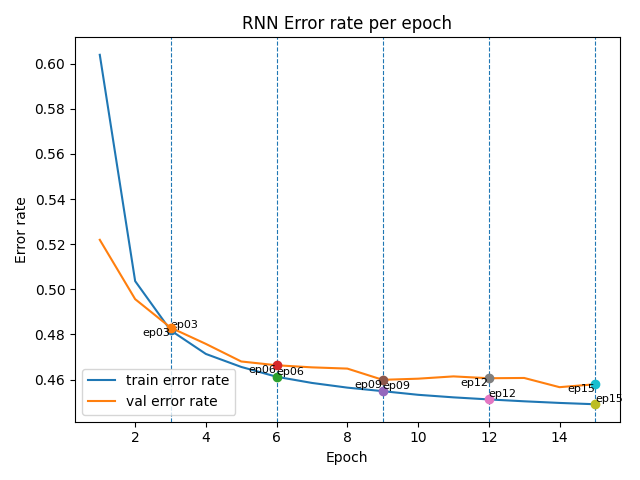 RNN Error rate per epoch
Error rate
0.60
0.58
0.56
0.54
0.52
0.50
0.48
0.46
ep03
ep03
ep06
ep06
ep09
ep09
ep12
ep12
ep15
ep15
train error rate
val error rate
2
4
6
8
10
12
14
Epoch